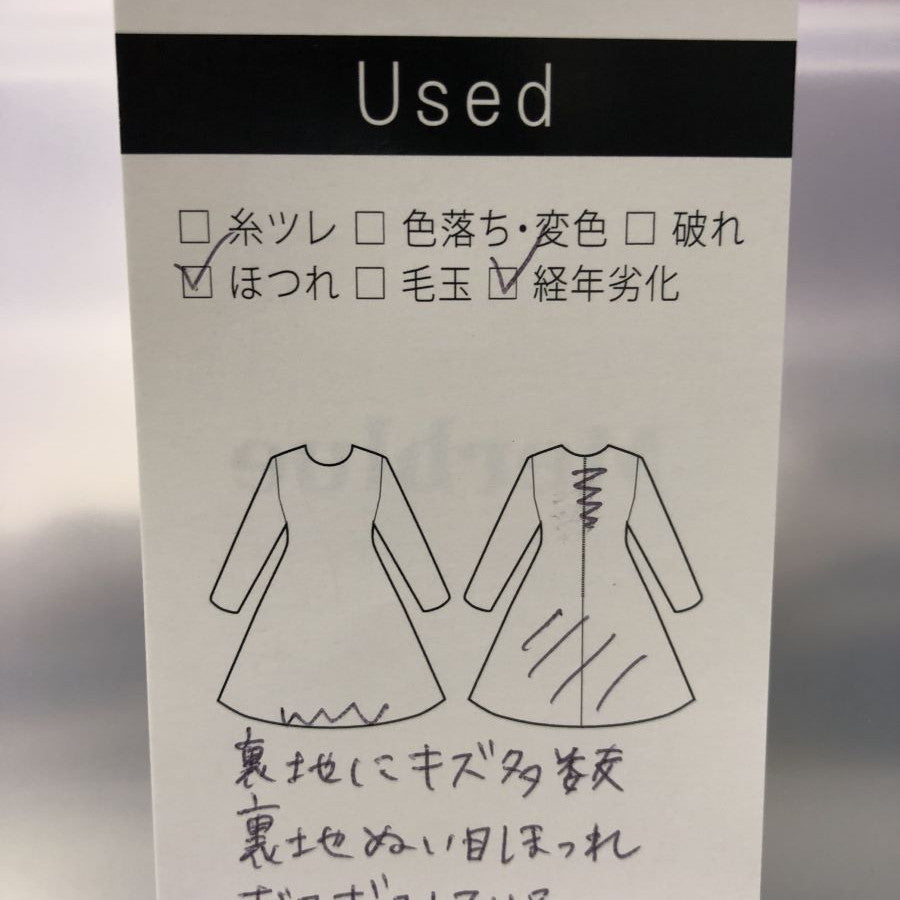 Used
□ 糸ツレ □ 色落ち・変色 □ 破れ
☑ ほつれ □ 毛玉 ☑ 経年劣化
裏地にキズ多数
裏地ぬい目ほつれ